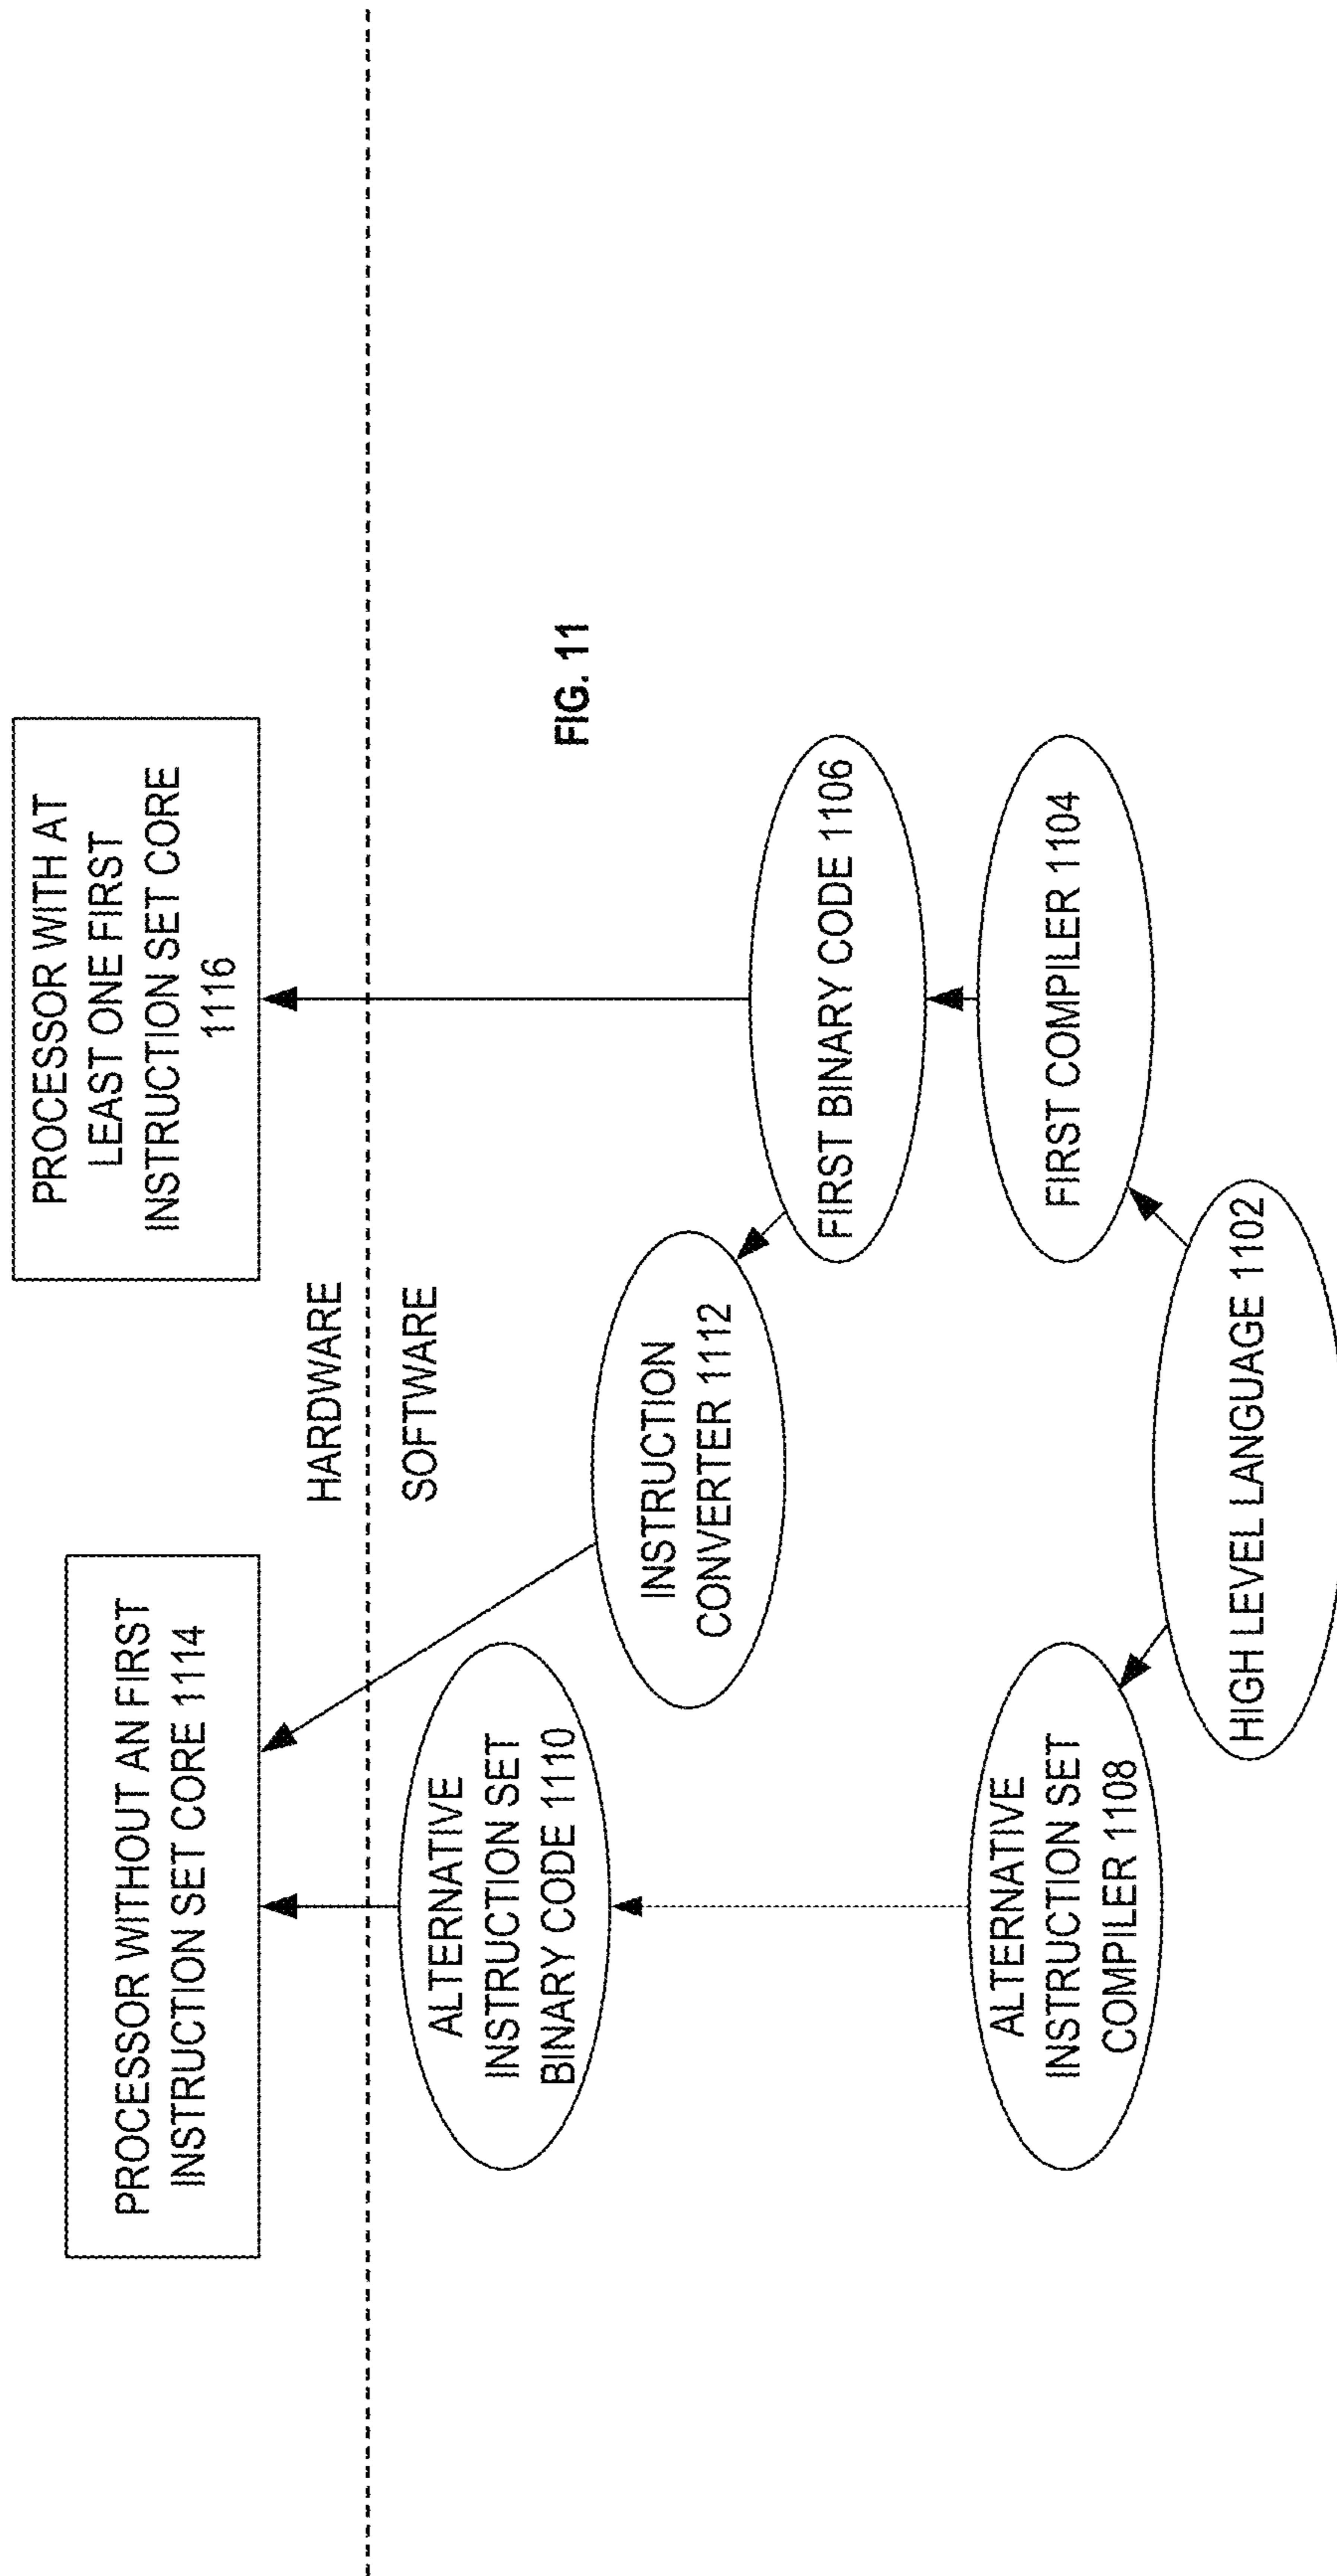 PROCESSOR WITHOUT AN FIRST
INSTRUCTION SET CORE 1114
PROCESSOR WITH AT
LEAST ONE FIRST
INSTRUCTION SET CORE
1116
HARDWARE
SOFTWARE
ALTERNATIVE
INSTRUCTION SET
BINARY CODE 1110
INSTRUCTION
CONVERTER 1112
FIG. 11
FIRST BINARY CODE 1106
ALTERNATIVE
INSTRUCTION SET
COMPILER 1108
FIRST COMPILER 1104
HIGH LEVEL LANGUAGE 1102